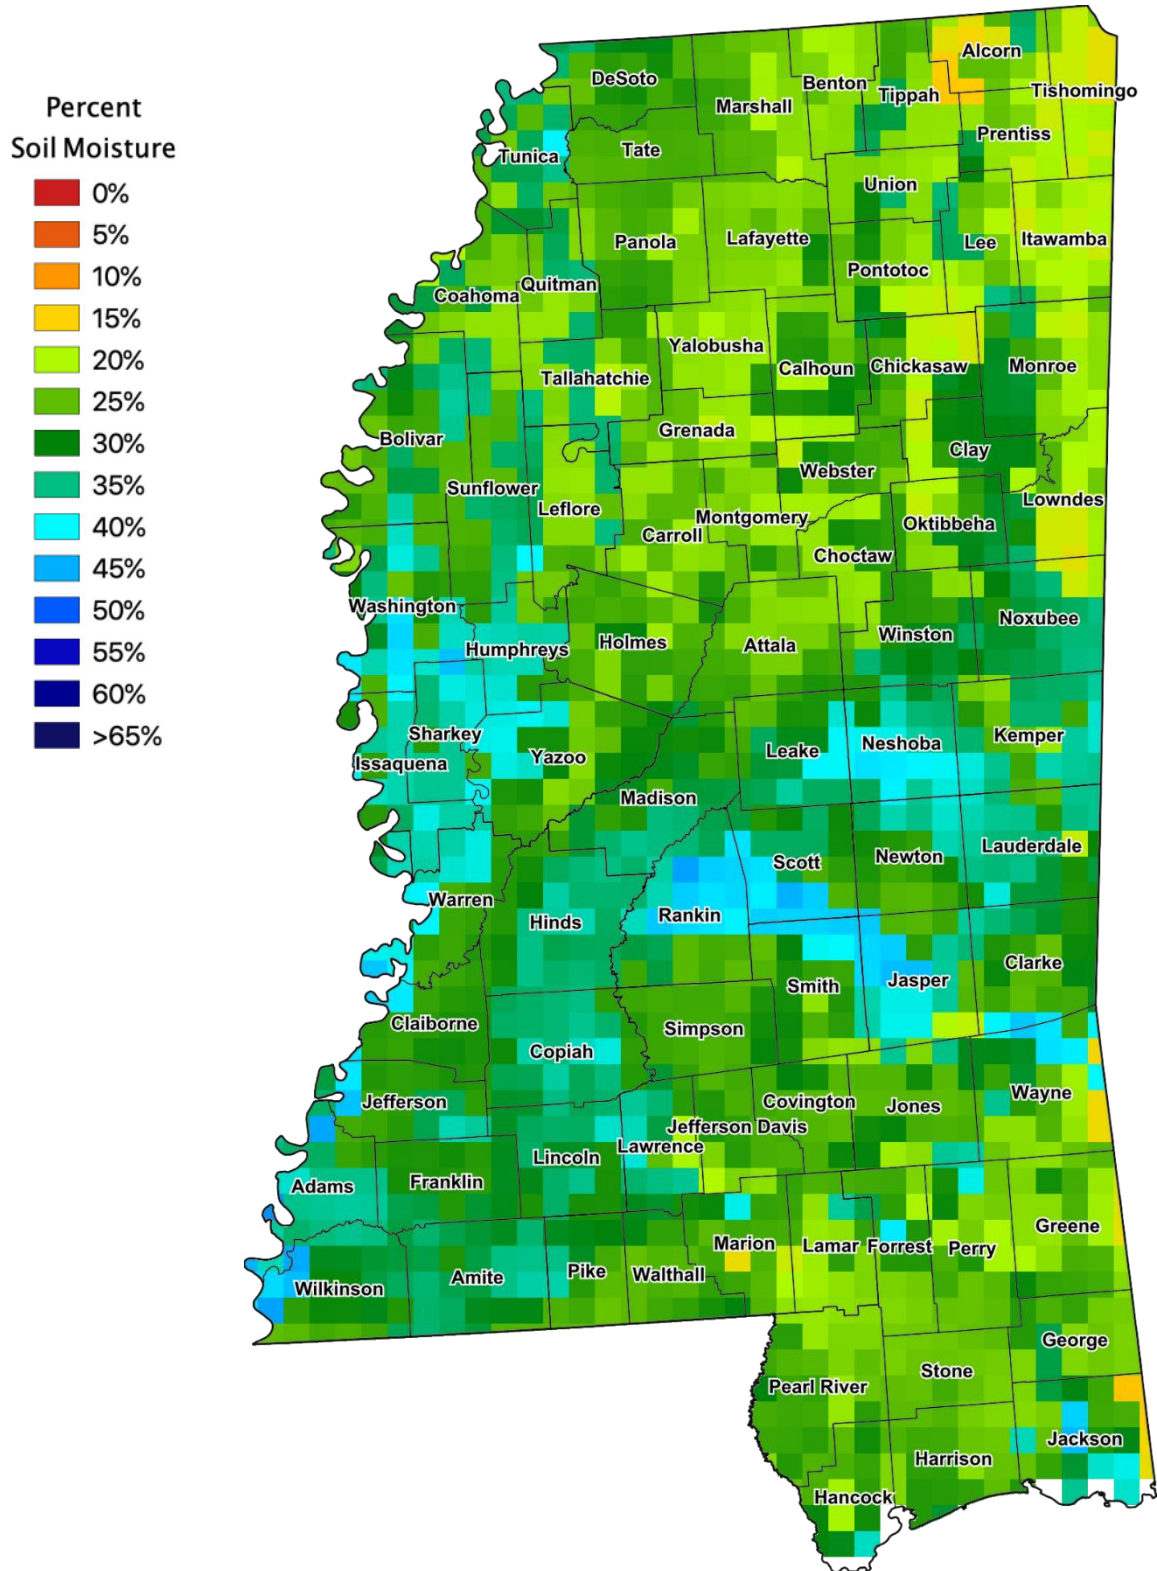 Percent
Soil Moisture
0%
5%
10%
15%
20%
25%
30%
35%
40%
45%
50%
55%
60%
>65%
Alcorn
DeSoto
Benton
Tippah
Tishomingo
Marshall
Prentiss
Tate
Tunica
Union
Panola
Lafayette
Lee
Itawamba
Pontotoc
Quitman
Coahoma
Yalobusha
Calhoun
Chickasaw
Monroe
Tallahatchie
Grenada
Bolivar
Clay
Webster
Sunflower
Lowndes
Leflore
Montgomery
Oktibbeha
Carroll
Choctaw
Washington
Noxubee
Winston
Humphreys
Holmes
Attala
Sharkey
Kemper
Neshoba
Leake
Yazoo
Issaquena
Madison
Lauderdale
Newton
Scott
Warren
Rankin
Hinds
Clarke
Jasper
Smith
Claiborne
Simpson
Copiah
Wayne
Jefferson
Covington
Jones
Jefferson Davis
Lawrence
Lincoln
Franklin
Adams
Greene
Marion
Lamar
Forrest
Perry
Pike
Walthall
Amite
Wilkinson
George
Stone
Pearl River
Jackson
Harrison
Hancock